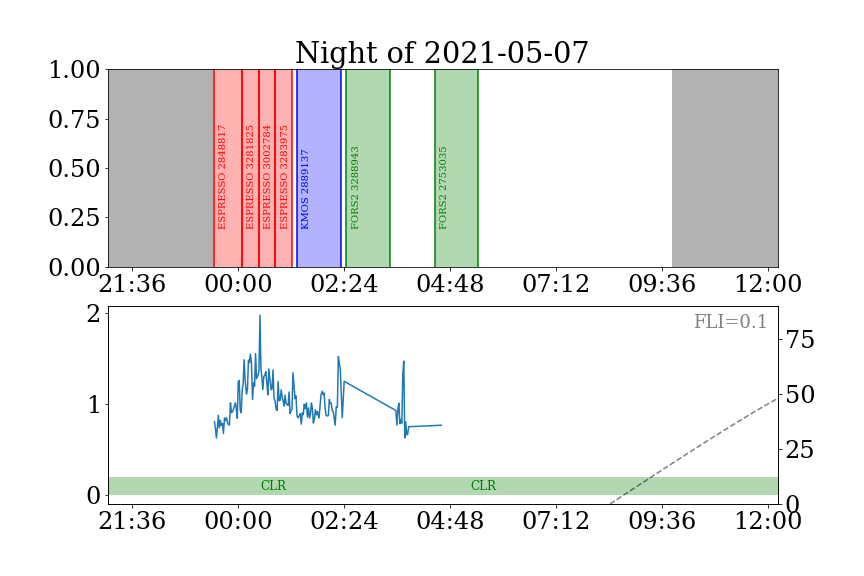 Night of 2021-05-07
1.00
0.75
0.50
0.25
0.00
ESPRESSO 2848817
ESPRESSO 3281825
ESPRESSO 3002784
ESPRESSO 3283975
KMOS 2889137
FORS2 3288943
FORS2 2753035
21:36 00:00 02:24 04:48 07:12 09:36 12:00
2
1
0
FLI=0.1
75
50
25
0
CLR CLR
21:36 00:00 02:24 04:48 07:12 09:36 12:00